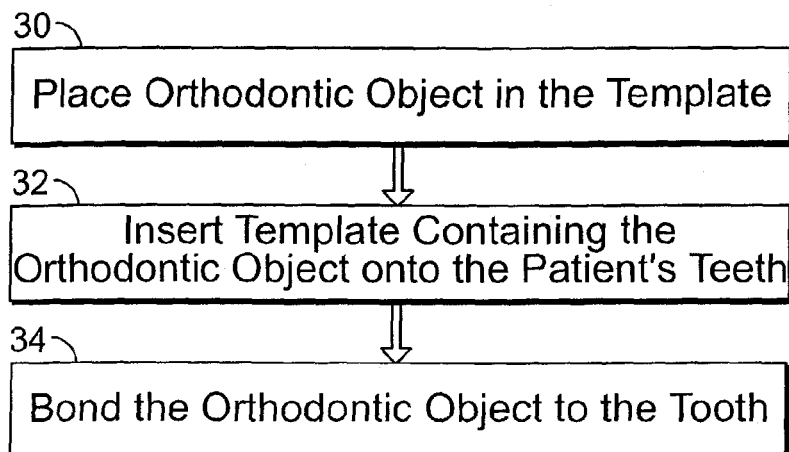 30
Place Orthodontic Object in the Template
32
Insert Template Containing the
Orthodontic Object onto the Patient's Teeth
34
Bond the Orthodontic Object to the Tooth